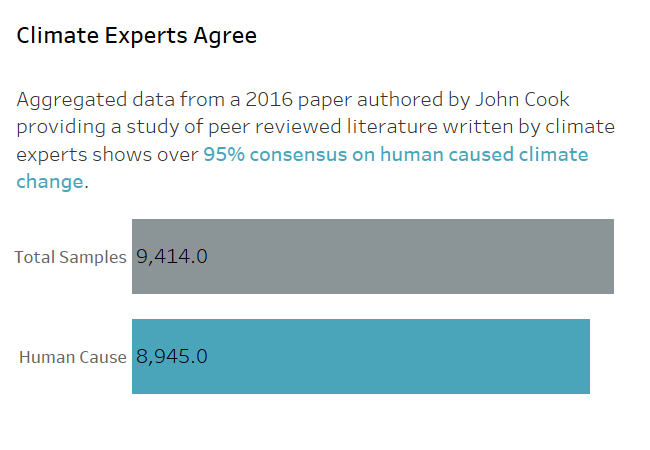 Climate Experts Agree
Aggregated data from a 2016 paper authored by John Cook
providing a study of peer reviewed literature written by climate
experts shows over 95% consensus on human caused climate
change.
Total Samples 9,414.0
Human Cause 8,945.0